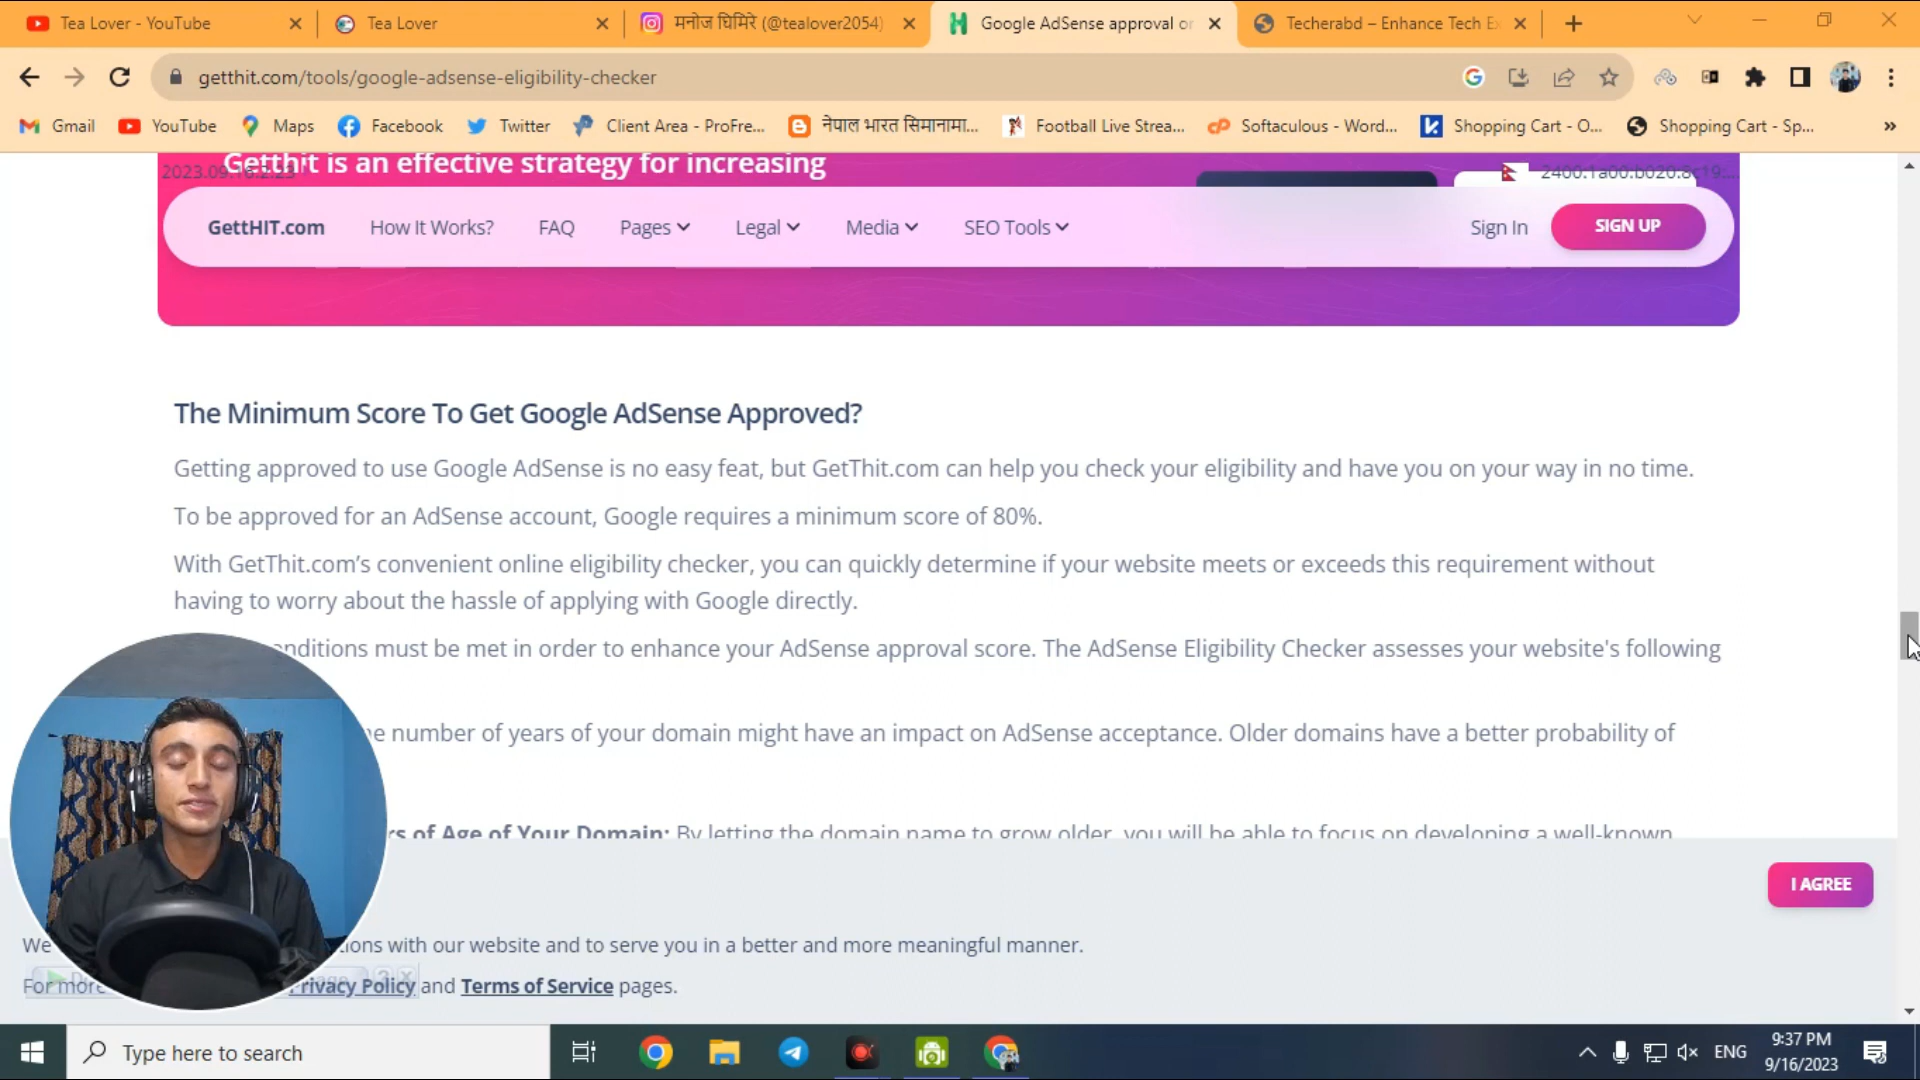 Tea Lover - YouTube
Tea Lover
मनोज घिमिरे (@tealover2054)
Google AdSense approval or
Techerabd – Enhance Tech Ex
getthit.com/tools/google-adsense-eligibility-checker
Gmail
YouTube
Maps
Facebook
Twitter
Client Area - ProFre...
नेपाल भारत सिमानामा...
Football Live Strea...
Softaculous - Word...
Shopping Cart - O...
Shopping Cart - Sp...
Getthit is an effective strategy for increasing
GettHIT.com
How It Works?
FAQ
Pages
Legal
Media
SEO Tools
Sign In
SIGN UP
The Minimum Score To Get Google AdSense Approved?
Getting approved to use Google AdSense is no easy feat, but GetThit.com can help you check your eligibility and have you on your way in no time.
To be approved for an AdSense account, Google requires a minimum score of 80%.
With GetThit.com's convenient online eligibility checker, you can quickly determine if your website meets or exceeds this requirement without
having to worry about the hassle of applying with Google directly.
must be met in order to enhance your AdSense approval score. The AdSense Eligibility Checker assesses your website's following
number of years of your domain might have an impact on AdSense acceptance. Older domains have a better probability of
of Age of Your Domain: By letting the domain name to grow older, you will be able to focus on developing a well-known
I AGREE
We
with our website and to serve you in a better and more meaningful manner.
For more
Privacy Policy and Terms of Service pages.
Type here to search
ENG
9:37 PM
9/16/2023